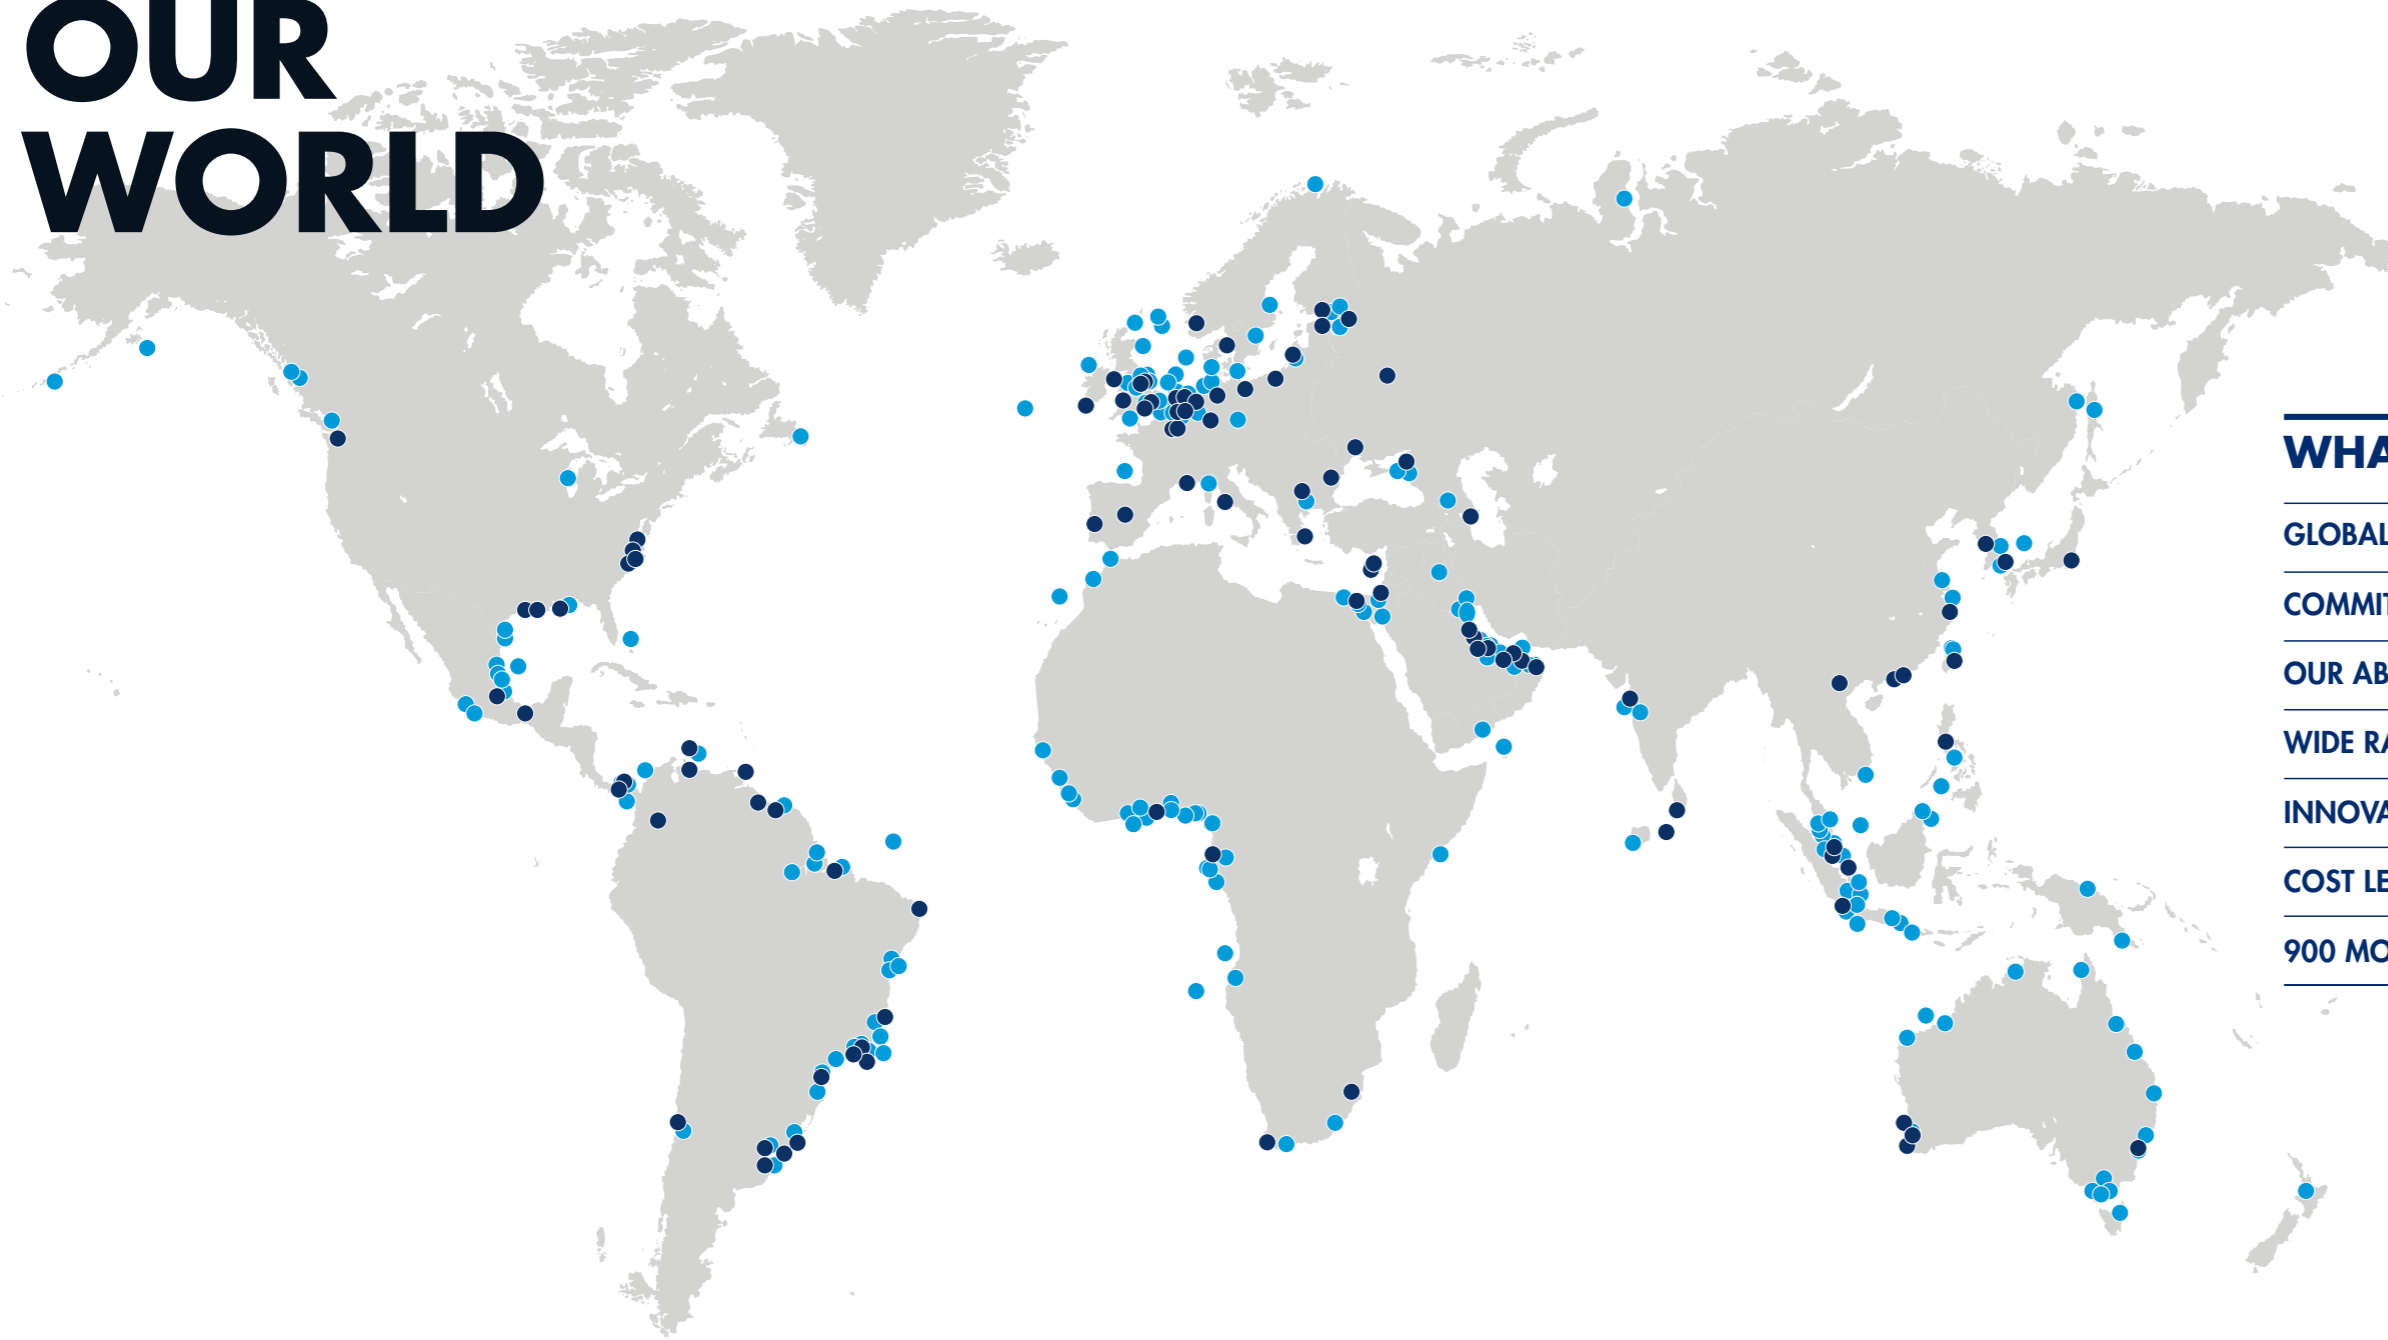 OUR
WORLD
WHA
GLOBAL
COMMIT
OUR AB
WIDE RA
INNOVA
COST LE
900 MO